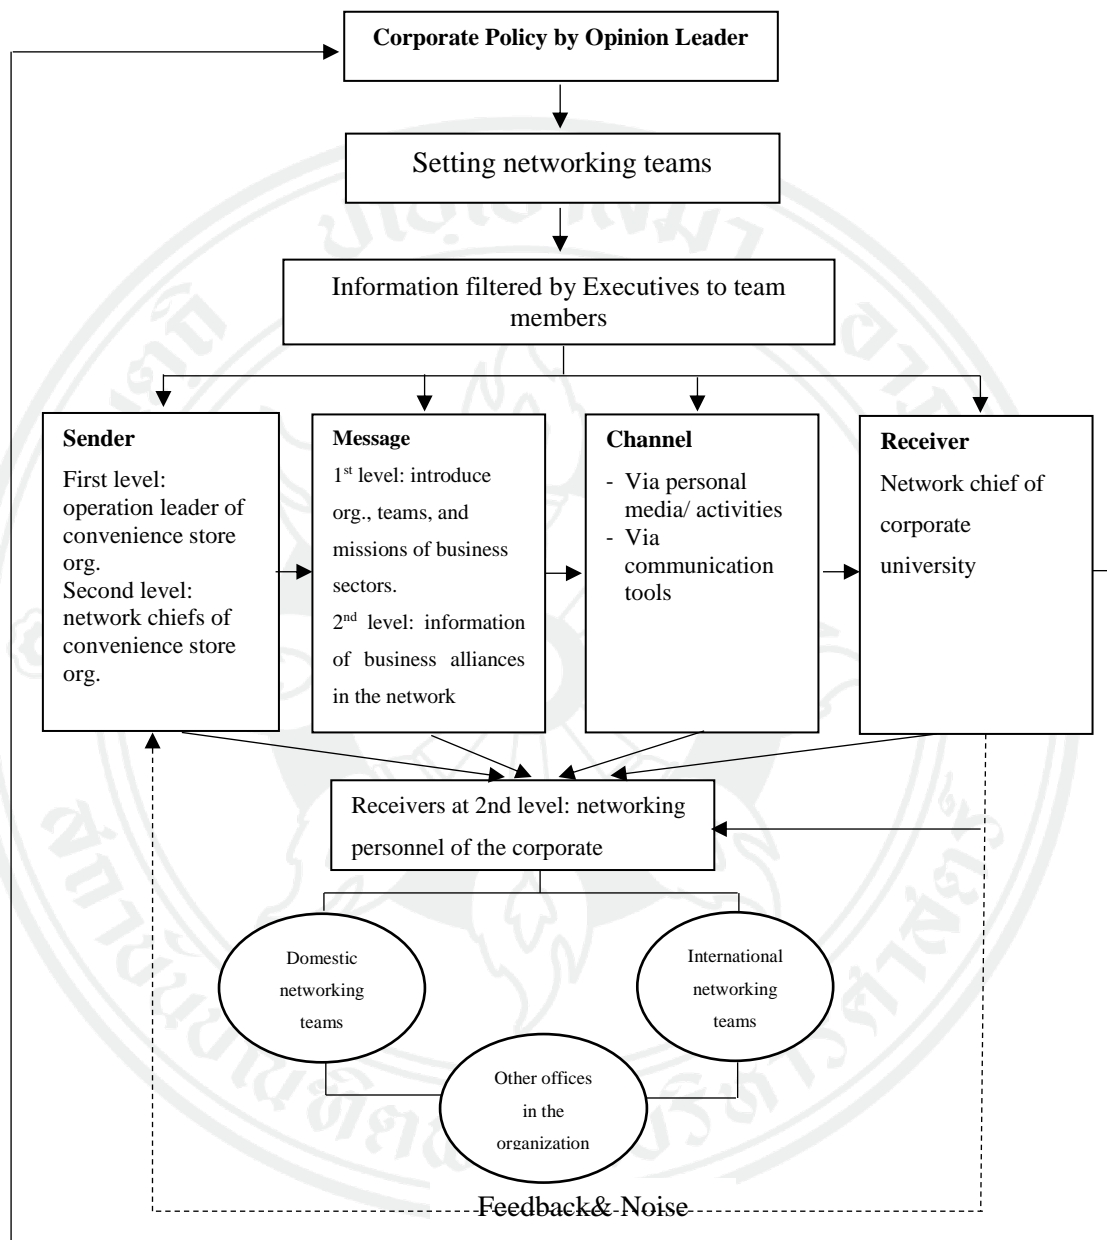 Corporate Policy by Opinion Leader
Setting networking teams
Information filtered by Executives to team
members
Sender
First level:
operation leader of
convenience store
org.
Second level:
network chiefs of
convenience store
org.
Message
1st level: introduce
org., teams, and
missions of business
sectors.
2nd level: information
of business alliances
in the network
Channel
- Via personal
media/ activities
- Via
communication
tools
Receiver
Network chief of
corporate
university
Receivers at 2nd level: networking
personnel of the corporate
Domestic
networking
teams
International
networking
teams
Other offices
in the
organization
Feedback& Noise